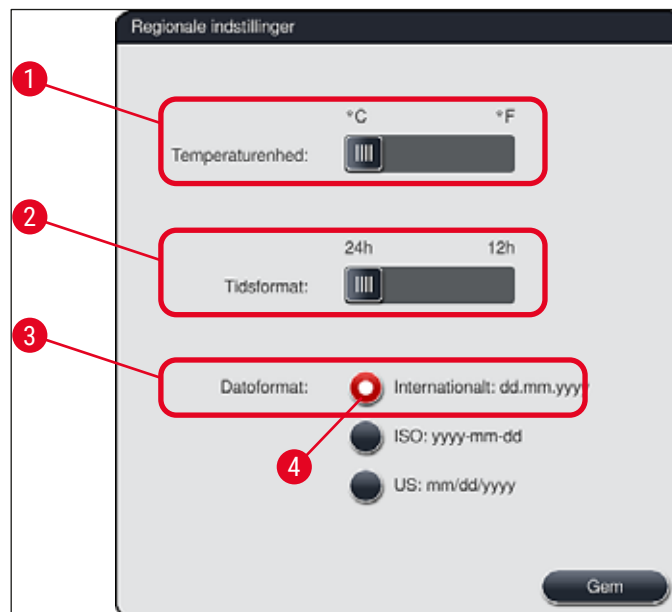 Regionale indstillinger
1
°C °F
Temperaturenhed:
2
24h 12h
Tidsformat:
3
Datoformat: Internationalt: dd.mm.yyyy
4
ISO: yyyy-mm-dd
US: mm/dd/yyyy
Gem